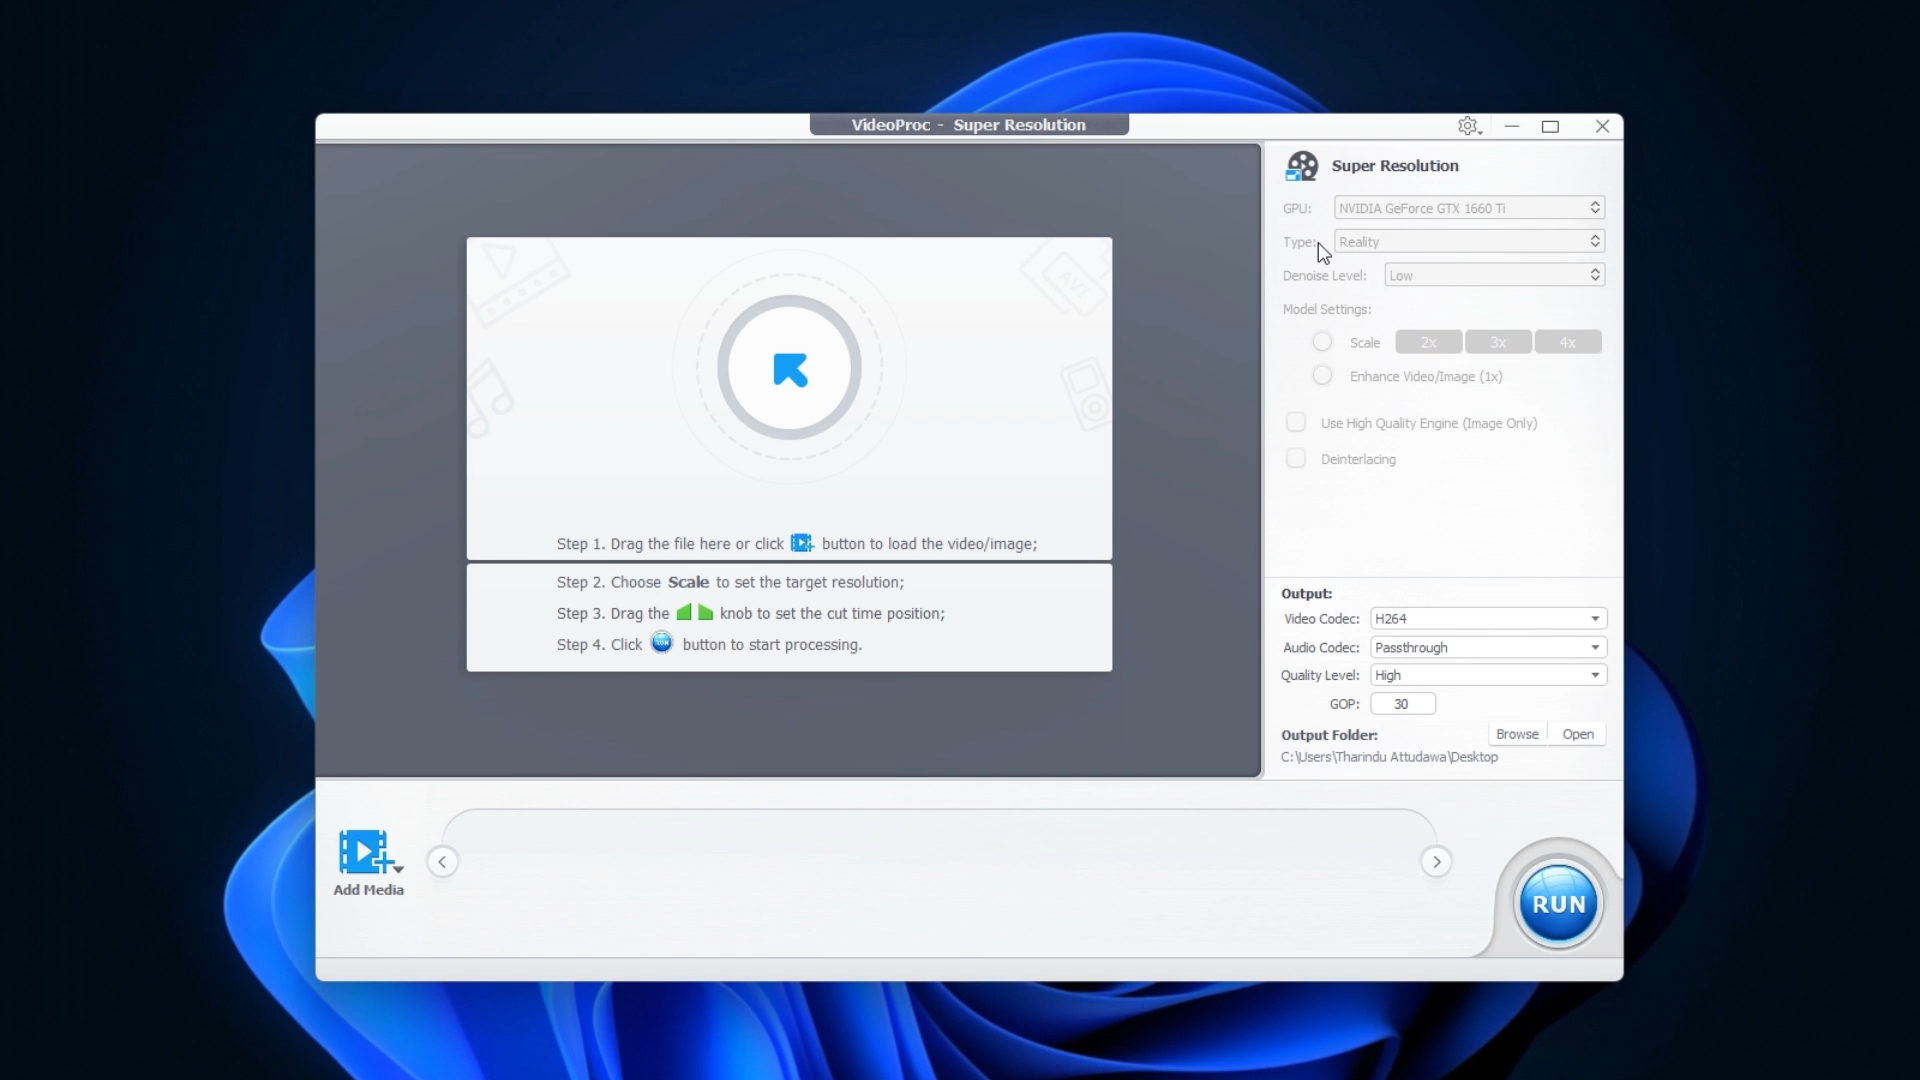 VideoProc - Super Resolution
Super Resolution
GPU: NVIDIA GeForce GTX 1660 Ti
Type: Reality
Denoise Level: Low
Model Settings:
Scale 2x 3x 4x
Enhance Video/Image (1x)
Use High Quality Engine (Image Only)
Deinterlacing
AVI
Step 1. Drag the file here or click button to load the video/image;
Step 2. Choose Scale to set the target resolution;
Step 3. Drag the knob to set the cut time position;
Step 4. Click RUN button to start processing.
Output:
Video Codec: H264
Audio Codec: Passthrough
Quality Level: High
GOP: 30
Output Folder: Browse Open
C:\Users\Tharindu Attudawa\Desktop
Add Media
RUN